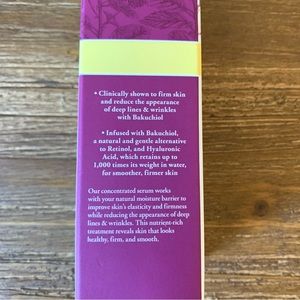 • Clinically shown to firm skin
and reduce the appearance
of deep lines & wrinkles
with Bakuchiol
• Infused with Bakuchiol,
a natural and gentle alternative
to Retinol, and Hyaluronic
Acid, which retains up to
1,000 times its weight in water,
for smoother, firmer skin
Our concentrated serum works
with your natural moisture barrier to
improve skin's elasticity and firmness
while reducing the appearance of deep
lines & wrinkles. This nutrient-rich
treatment reveals skin that looks
healthy, firm, and smooth.